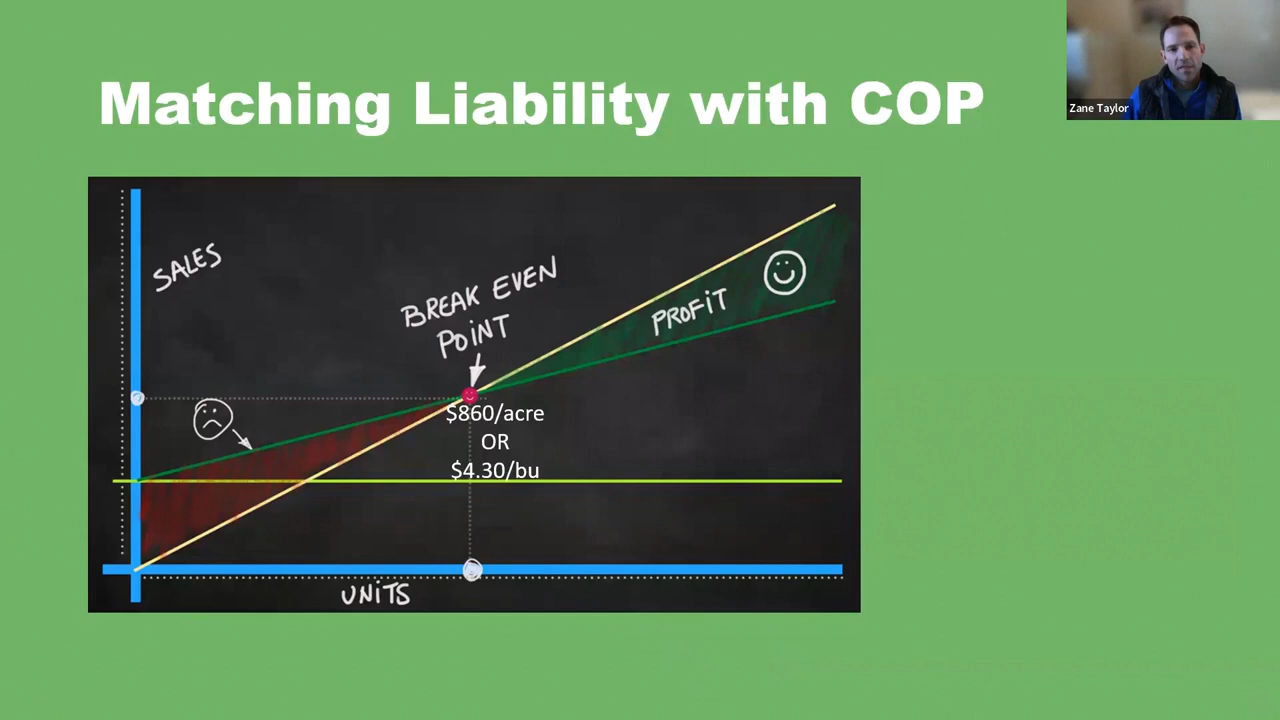 Matching Liability with COP
Zane Taylor
SALES
BREAK EVEN
POINT
PROFIT
$860/acre
OR
$4.30/bu
UNITS